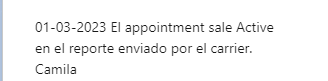 01-03-2023 El appointment sale Active
en el reporte enviado por el carrier.
Camila